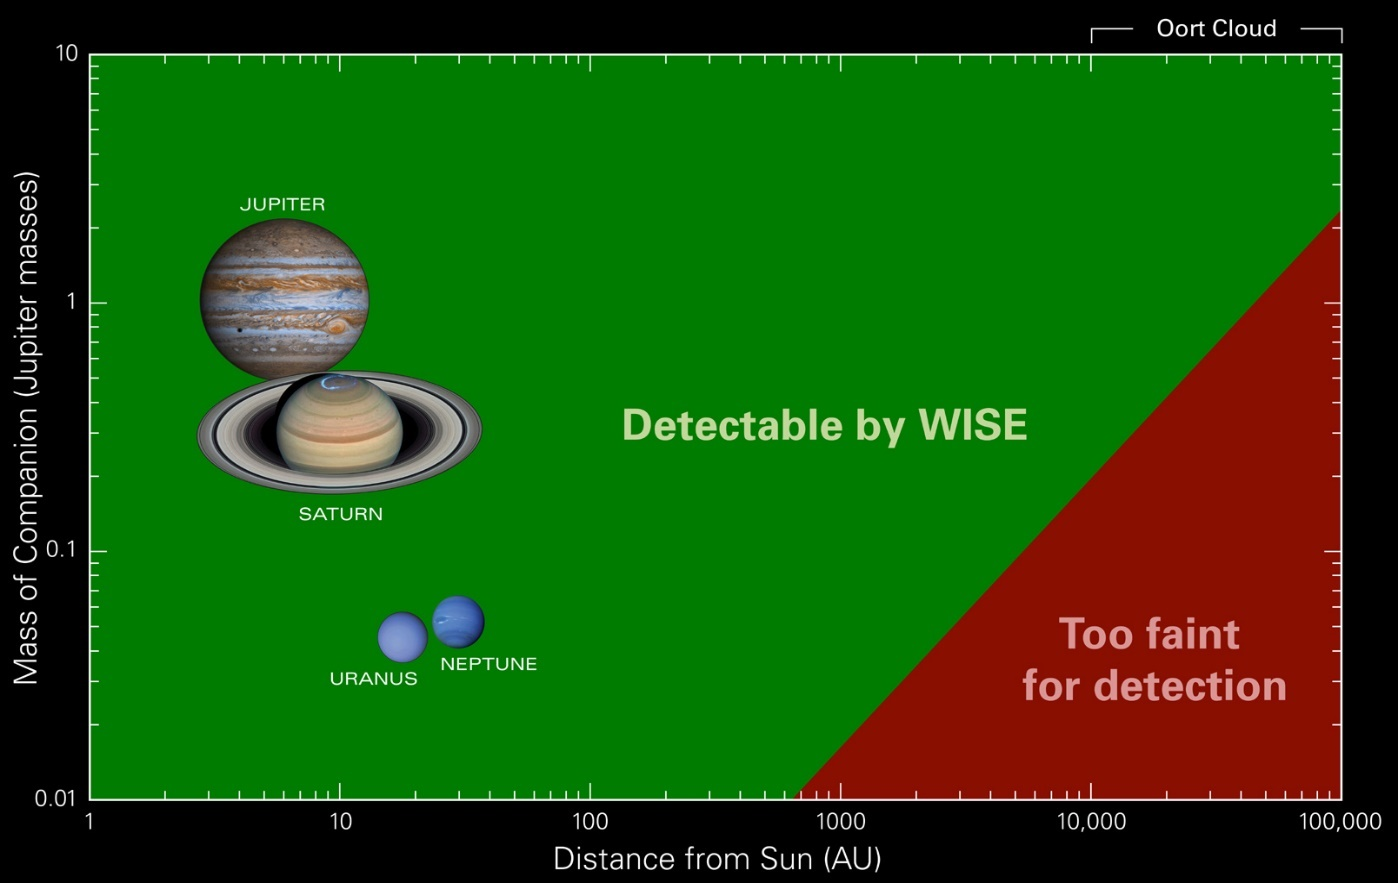 Oort Cloud
10
1
0.1
0.01
Mass of Companion (Jupiter masses)
JUPITER
SATURN
URANUS
NEPTUNE
Detectable by WISE
Too faint
for detection
1
10
100
1000
10,000
100,000
Distance from Sun (AU)